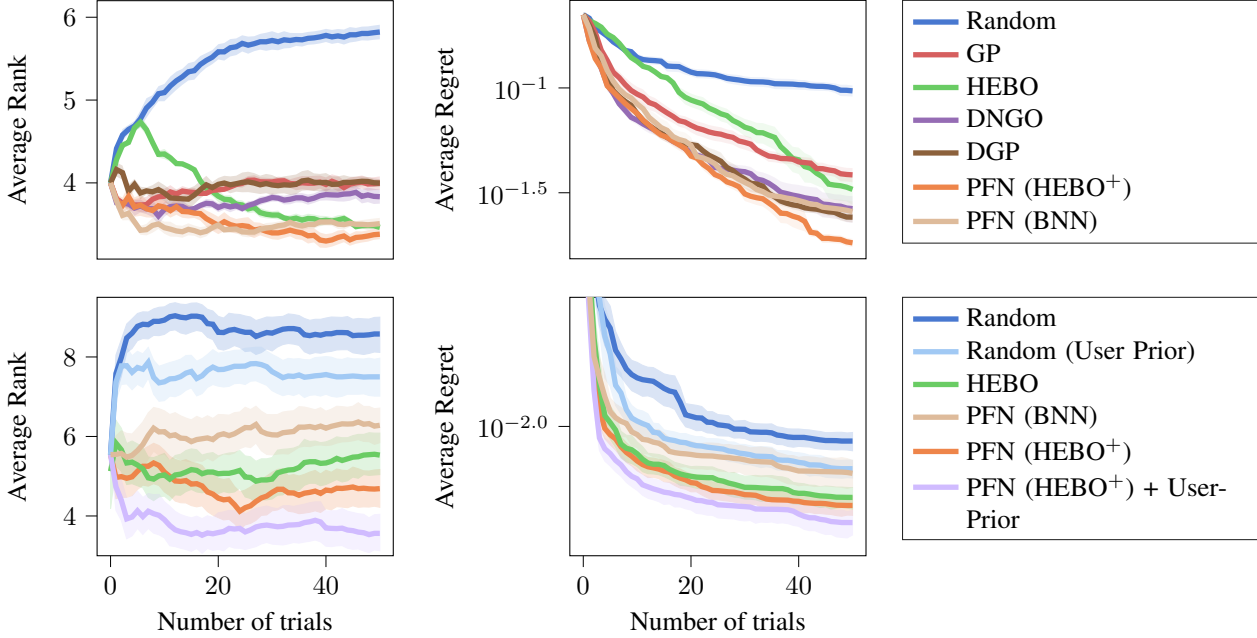 6
5
4
Average Rank
10⁻¹
10⁻¹·⁵
Average Regret
Random
GP
HEBO
DNGO
DGP
PFN (HEBO⁺)
PFN (BNN)
8
6
4
Average Rank
0
20
40
Number of trials
10⁻²·⁰
Average Regret
0
20
40
Number of trials
Random
Random (User Prior)
HEBO
PFN (BNN)
PFN (HEBO⁺)
PFN (HEBO⁺) + User-
Prior